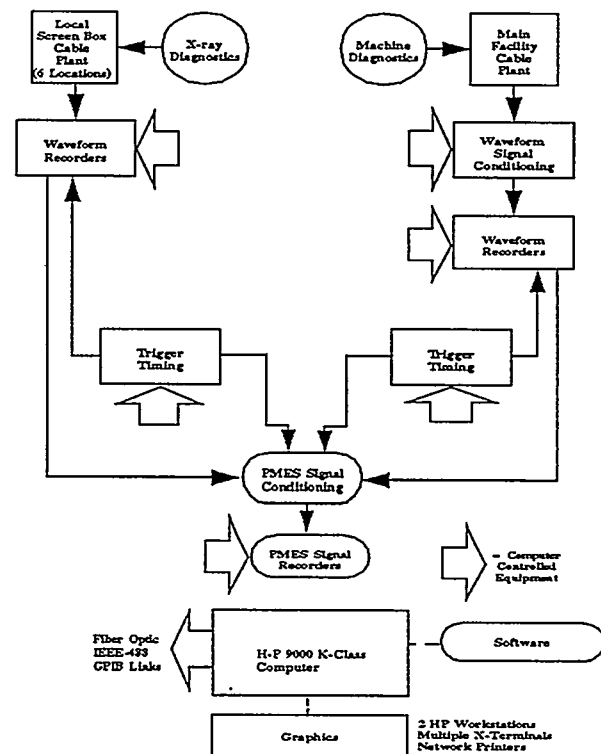 Local
Screen Box
Cable
Plant
(6 Locations)
X-ray
Diagnostics
Machine
Diagnostics
Main
Facility
Cable
Plant
Waveform
Recorders
Waveform
Signal
Conditioning
Waveform
Recorders
Trigger
Timing
Trigger
Timing
PMES Signal
Conditioning
PMES Signal
Recorders
- Computer
Controlled
Equipment
Fiber Optic
IEEE-488
GPIB Links
H-P 9000 K-Class
Computer
Software
Graphics
2 HP Workstations
Multiple X-Terminals
Network Printers